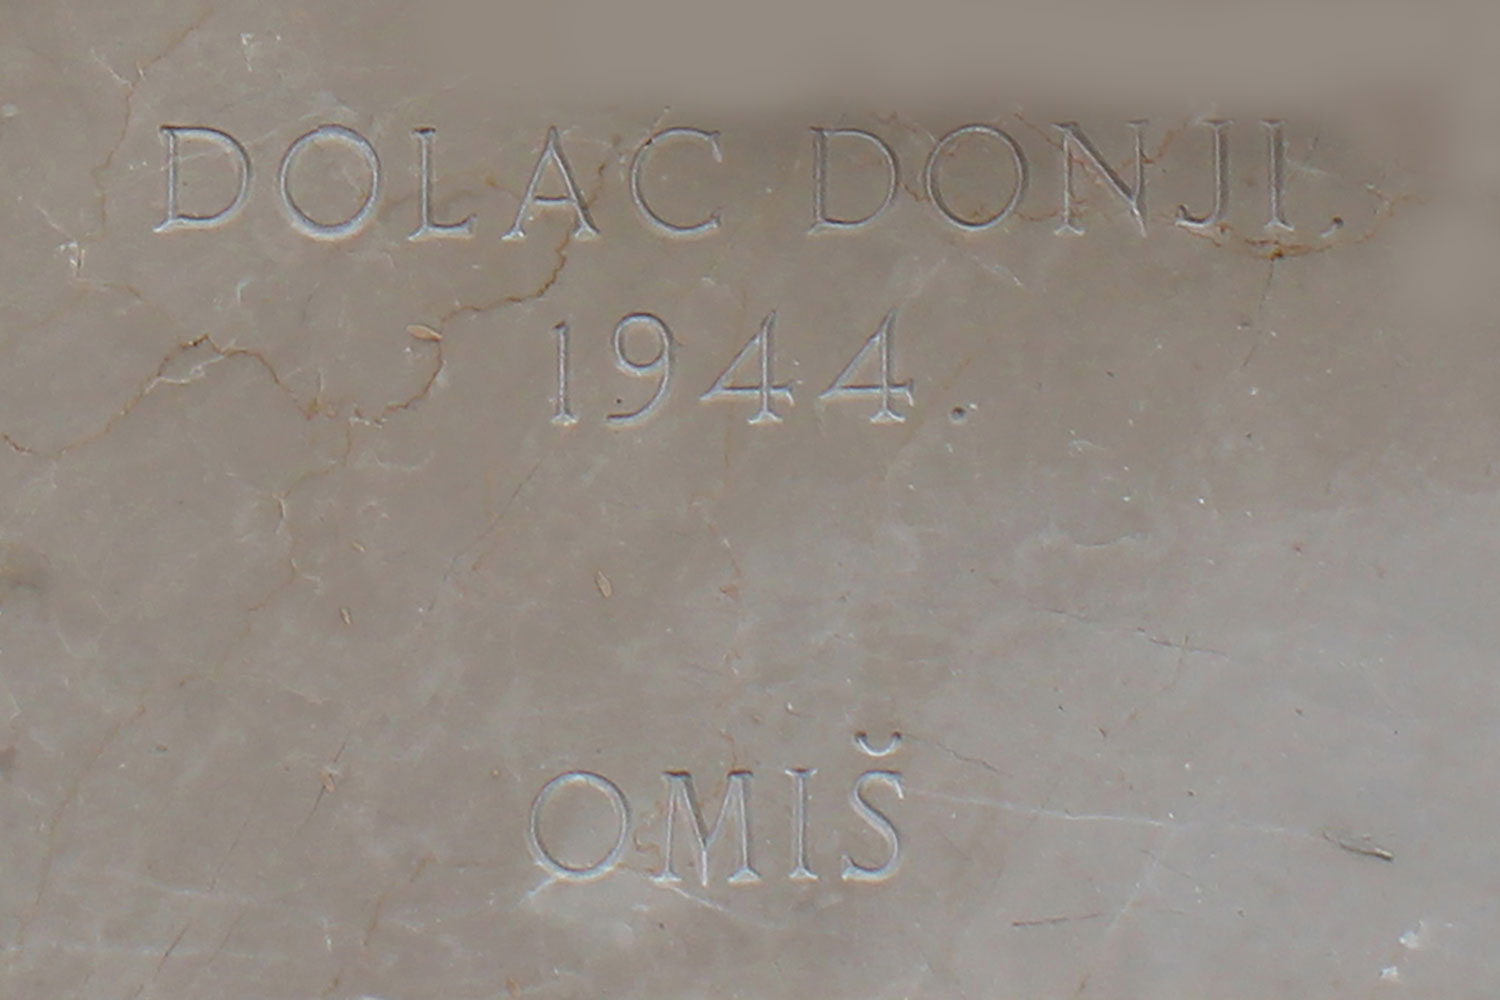 DOLAC DONJI,
1944.
OMIŠ